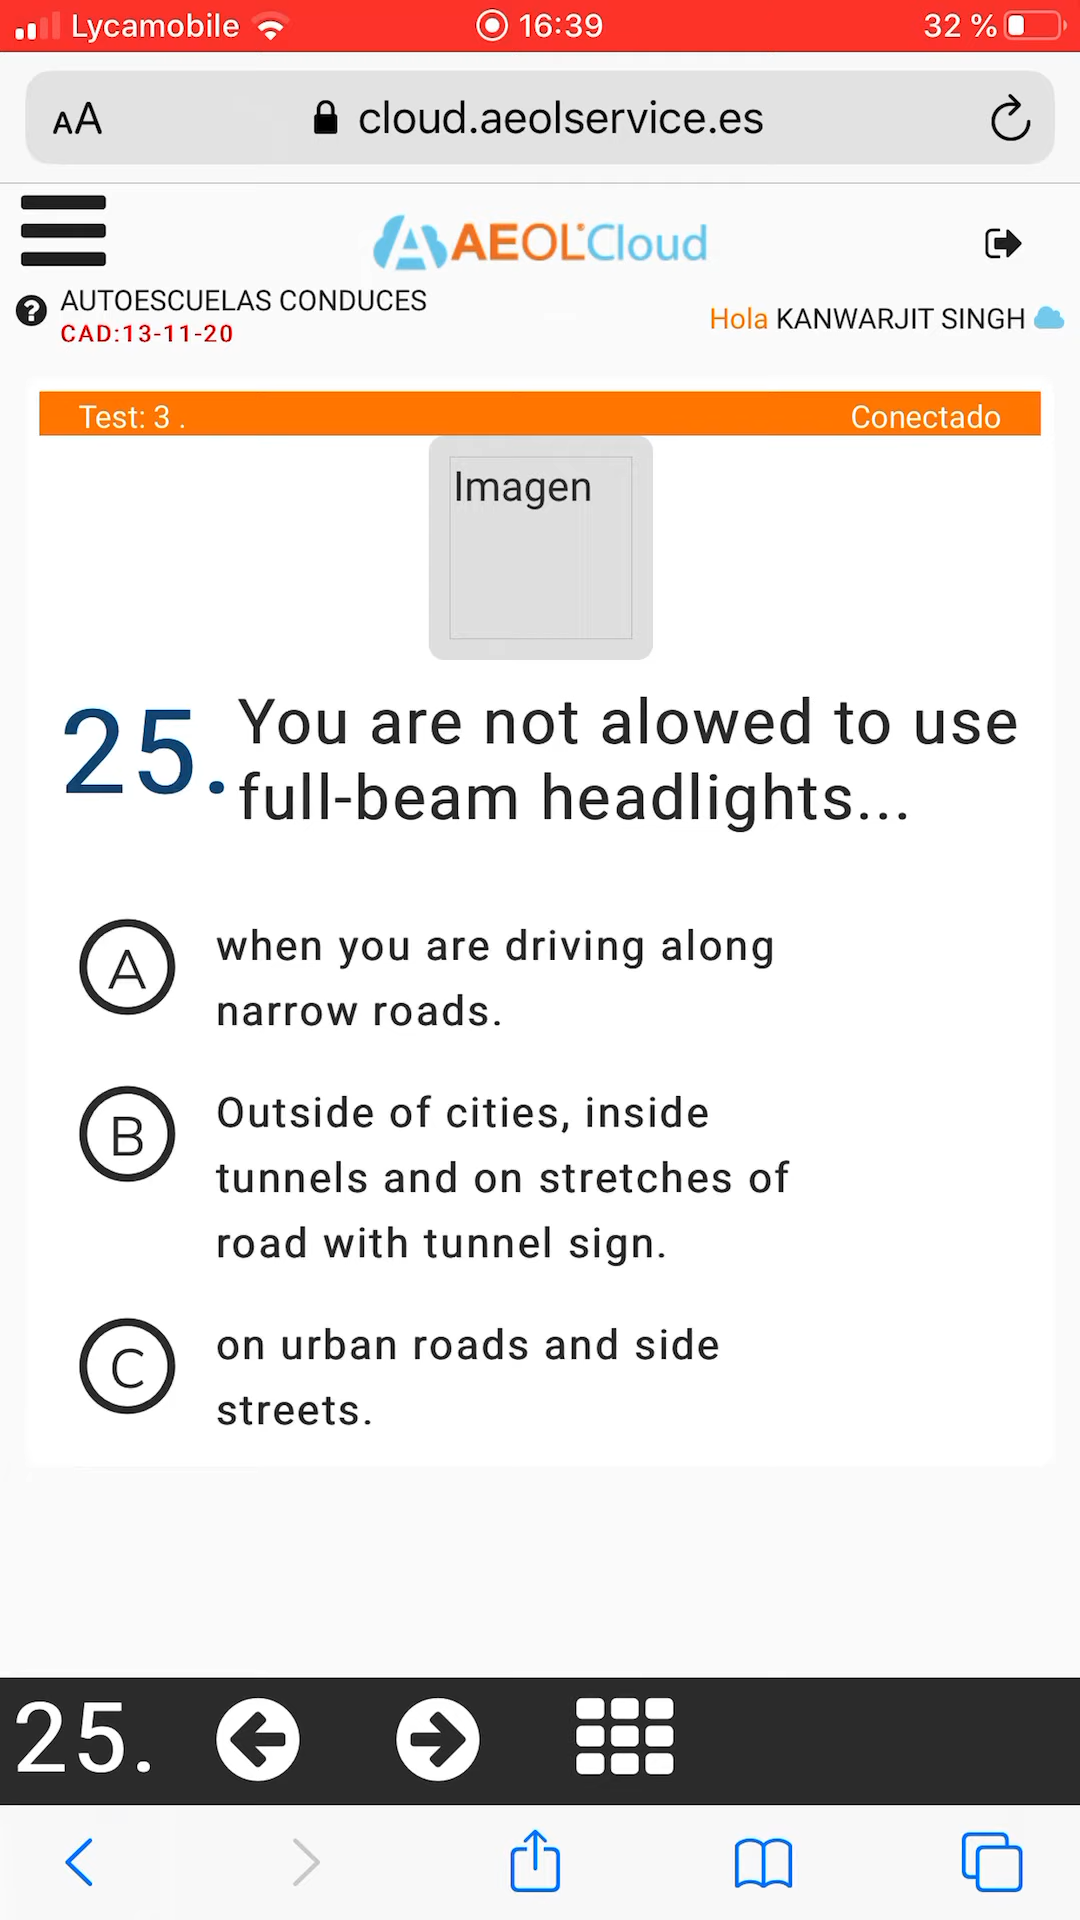 Lycamobile 16:39 32 %
AA cloud.aeolservice.es
AEOL Cloud
? AUTOESCUELAS CONDUCES
CAD:13-11-20
Hola KANWARJIT SINGH
Test: 3 . Conectado
Imagen
25. You are not alowed to use
full-beam headlights...
A when you are driving along
narrow roads.
B Outside of cities, inside
tunnels and on stretches of
road with tunnel sign.
C on urban roads and side
streets.
25.